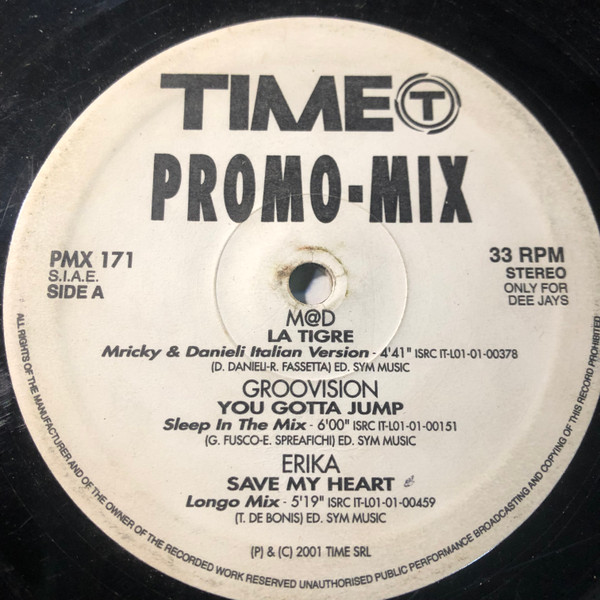 TIME T
PROMO-MIX
PMX 171
S.I.A.E.
SIDE A
33 RPM
STEREO
ONLY FOR
DEE JAYS
M@D
LA TIGRE
Mricky & Danieli Italian Version - 4'41" ISRC IT-L01-01-00378
(D. DANIELI-R. FASSETTA) ED. SYM MUSIC
GROOVISION
YOU GOTTA JUMP
Sleep In The Mix - 6'00" ISRC IT-L01-01-00151
(G. FUSCO-E. SPREAFICHI) ED. SYM MUSIC
ERIKA
SAVE MY HEART
Longo Mix - 5'19" ISRC IT-L01-01-00459
(T. DE BONIS) ED. SYM MUSIC
(P) & (C) 2001 TIME SRL
ALL RIGHTS OF THE MANUFACTURER AND OF THE OWNER OF THE RECORDED WORK RESERVED UNAUTHORISED PUBLIC PERFORMANCE BROADCASTING AND COPYING OF THIS RECORD PROHIBITED